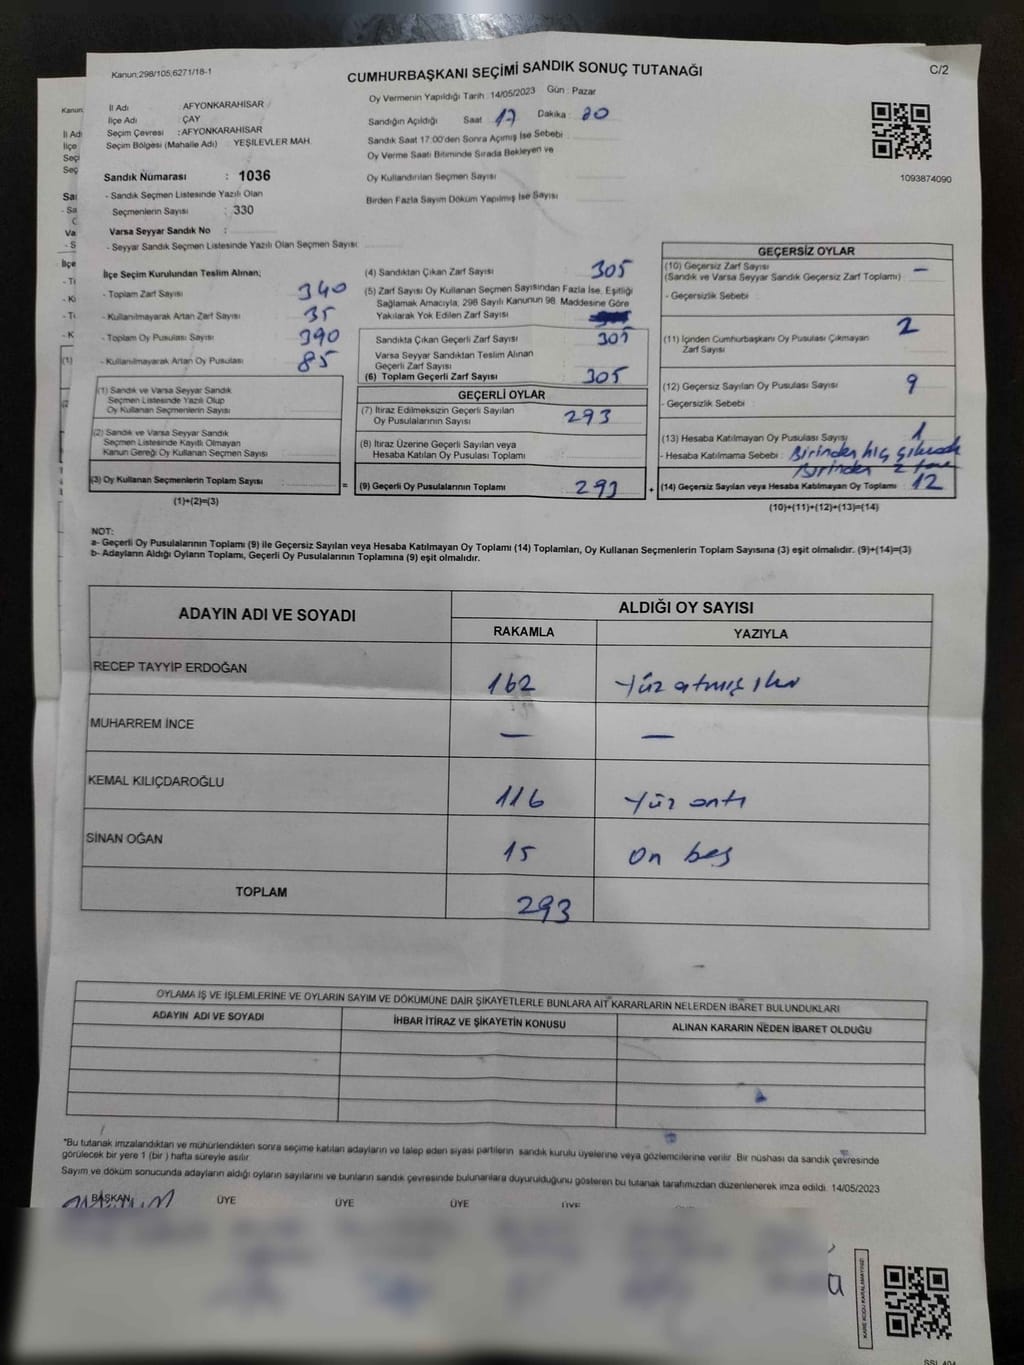 Kanun;298/105;6271/18-1
CUMHURBAŞKANI SEÇİMİ SANDIK SONUÇ TUTANAĞI
C/2
Oy Vermenin Yapıldığı Tarih : 14/05/2023 Gün : Pazar
İl Adı : AFYONKARAHİSAR
İlçe Adı : ÇAY
Seçim Çevresi : AFYONKARAHİSAR
Seçim Bölgesi (Mahalle Adı) : YEŞİLEVLER MAH.
Sandık Numarası : 1036
- Sandık Seçmen Listesinde Yazılı Olan
Seçmenlerin Sayısı : 330
Varsa Seyyar Sandık No :
- Seyyar Sandık Seçmen Listesinde Yazılı Olan Seçmen Sayısı:
Sandığın Açıldığı Saat : 17 Dakika : 20
Sandık Saat 17:00'den Sonra Açımış İse Sebebi
Oy Verme Saati Bitiminde Sırada Bekleyen ve
Oy Kullandırılan Seçmen Sayısı
Birden Fazla Sayım Döküm Yapılmış İse Sayısı
1093874090
İlçe Seçim Kurulundan Teslim Alınan;
- Toplam Zarf Sayısı 340
- Kullanılmayarak Artan Zarf Sayısı 35
- Toplam Oy Pusulası Sayısı 390
- Kullanılmayarak Artan Oy Pusulası 85
(1) Sandık ve Varsa Seyyar Sandık
Seçmen Listesinde Yazılı Olup
Oy Kullanan Seçmenlerin Sayısı
(2) Sandık ve Varsa Seyyar Sandık
Seçmen Listesinde Kayıtlı Olmayan
Kanun Gereği Oy Kullanan Seçmen Sayısı
(3) Oy Kullanan Seçmenlerin Toplam Sayısı
=
(1)+(2)=(3)
(4) Sandıktan Çıkan Zarf Sayısı 305
(5) Zarf Sayısı Oy Kullanan Seçmen Sayısından Fazla İse, Eşitliği
Sağlamak Amacıyla; 298 Sayılı Kanunun 98. Maddesine Göre
Yakılarak Yok Edilen Zarf Sayısı
Sandıkta Çıkan Geçerli Zarf Sayısı 305
Varsa Seyyar Sandıktan Teslim Alınan
Geçerli Zarf Sayısı
(6) Toplam Geçerli Zarf Sayısı 305
GEÇERLİ OYLAR
(7) İtiraz Edilmeksizin Geçerli Sayılan
Oy Pusulalarının Sayısı 293
(8) İtiraz Üzerine Geçerli Sayılan veya
Hesaba Katılan Oy Pusulası Toplamı
(9) Geçerli Oy Pusulalarının Toplamı 293
+
GEÇERSİZ OYLAR
(10) Geçersiz Zarf Sayısı –
(Sandık ve Varsa Seyyar Sandık Geçersiz Zarf Toplamı)
- Geçersizlik Sebebi :
(11) İçinden Cumhurbaşkanı Oy Pusulası Çıkmayan 2
Zarf Sayısı
(12) Geçersiz Sayılan Oy Pusulası Sayısı 9
- Geçersizlik Sebebi :
(13) Hesaba Katılmayan Oy Pusulası Sayısı 1
- Hesaba Katılmama Sebebi : Birinden hiç
Birinden 2 tane
(14) Geçersiz Sayılan veya Hesaba Katılmayan Oy Toplamı 12
(10)+(11)+(12)+(13)=(14)
NOT:
a- Geçerli Oy Pusulalarının Toplamı (9) ile Geçersiz Sayılan veya Hesaba Katılmayan Oy Toplamı (14) Toplamları, Oy Kullanan Seçmenlerin Toplam Sayısına (3) eşit olmalıdır. (9)+(14)=(3)
b- Adayların Aldığı Oyların Toplamı, Geçerli Oy Pusulalarının Toplamına (9) eşit olmalıdır.
ADAYIN ADI VE SOYADI
ALDIĞI OY SAYISI
RAKAMLA YAZIYLA
RECEP TAYYİP ERDOĞAN 162 Yüz atmış iki
MUHARREM İNCE — —
KEMAL KILIÇDAROĞLU 116 Yüz onaltı
SİNAN OĞAN 15 On beş
TOPLAM 293
OYLAMA İŞ VE İŞLEMLERİNE VE OYLARIN SAYIM VE DÖKÜMÜNE DAİR ŞİKAYETLERLE BUNLARA AİT KARARLARIN NELERDEN İBARET BULUNDUKLARI
ADAYIN ADI VE SOYADI İHBAR İTİRAZ VE ŞİKAYETİN KONUSU ALINAN KARARIN NEDEN İBARET OLDUĞU
*Bu tutanak imzalandıktan ve mühürlendikten sonra seçime katılan adayların ve talep eden siyasi partilerin sandık kurulu üyelerine veya gözlemcilerine verilir. Bir nüshası da sandık çevresinde
görülecek bir yere 1 (bir ) hafta süreyle asılır.
Sayım ve döküm sonucunda adayların aldığı oyların sayılarını ve bunların sandık çevresinde bulunanlara duyurulduğunu gösteren bu tutanak tarafımızdan düzenlenerek imza edildi. 14/05/2023
BAŞKAN ÜYE ÜYE ÜYE ÜYE ÜYE
KARE KODU KARALAMAYINIZ!